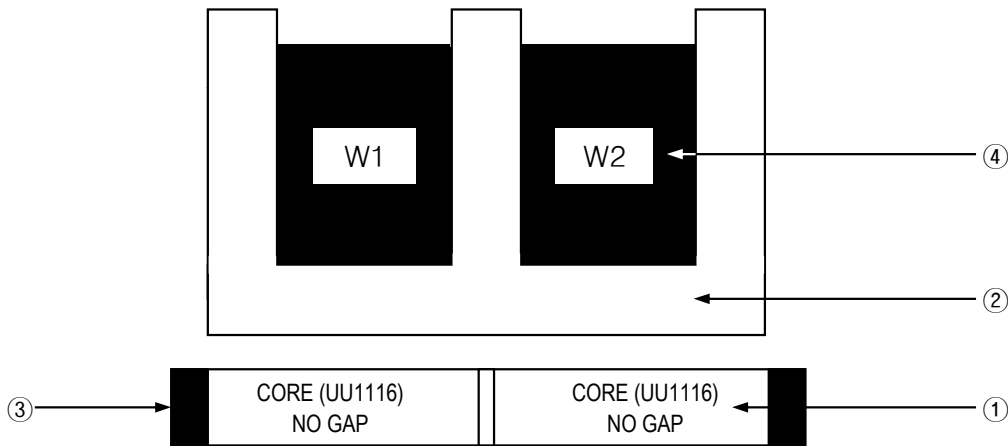 W1
W2
④
②
③
CORE (UU1116)
NO GAP
CORE (UU1116)
NO GAP
①